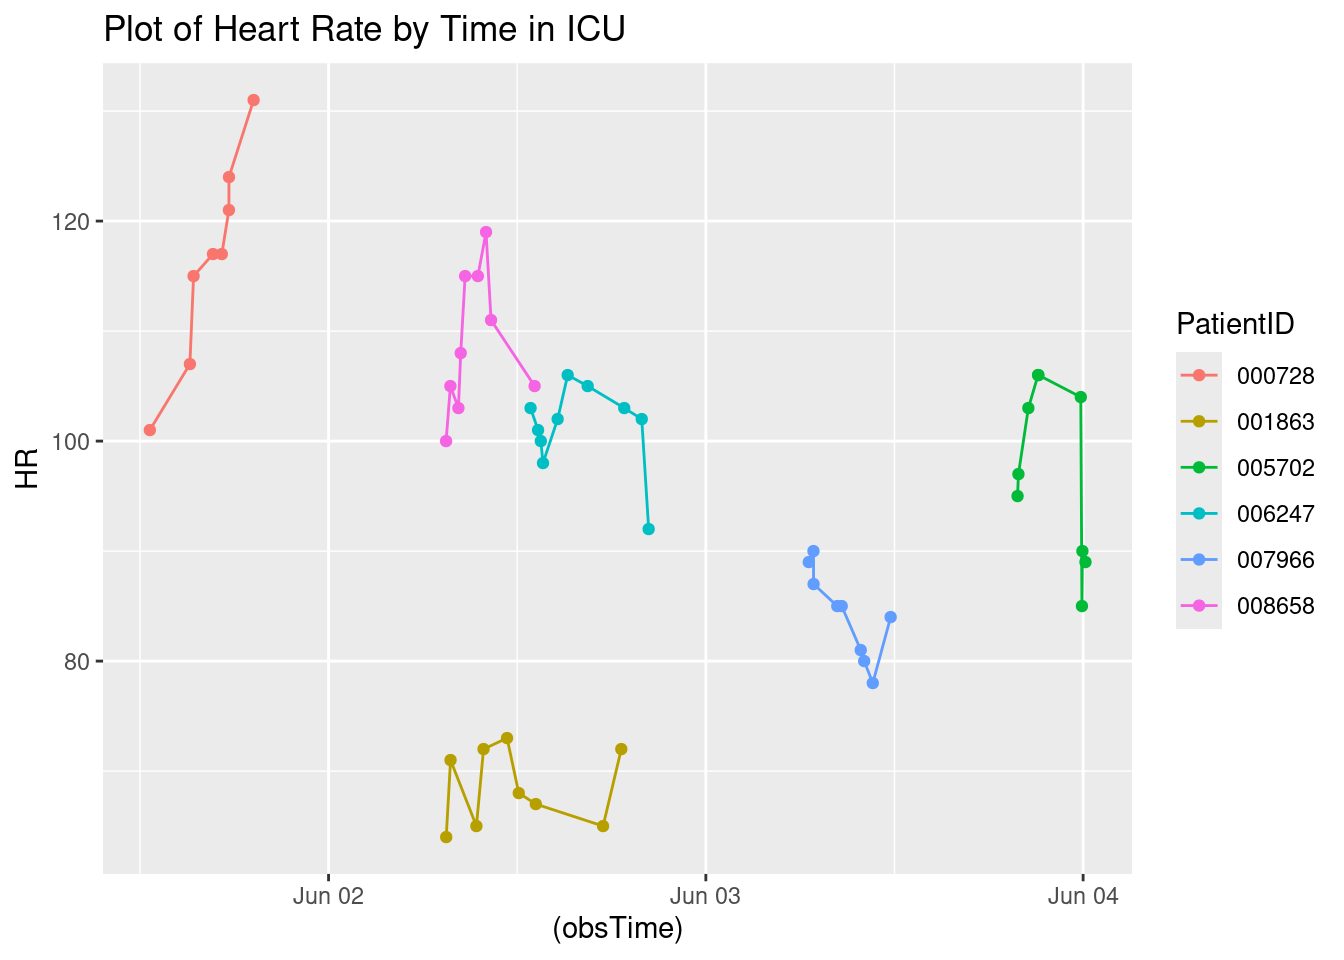 Plot of Heart Rate by Time in ICU
HR
120
100
80
Jun 02
Jun 03
Jun 04
(obsTime)
PatientID
000728
001863
005702
006247
007966
008658